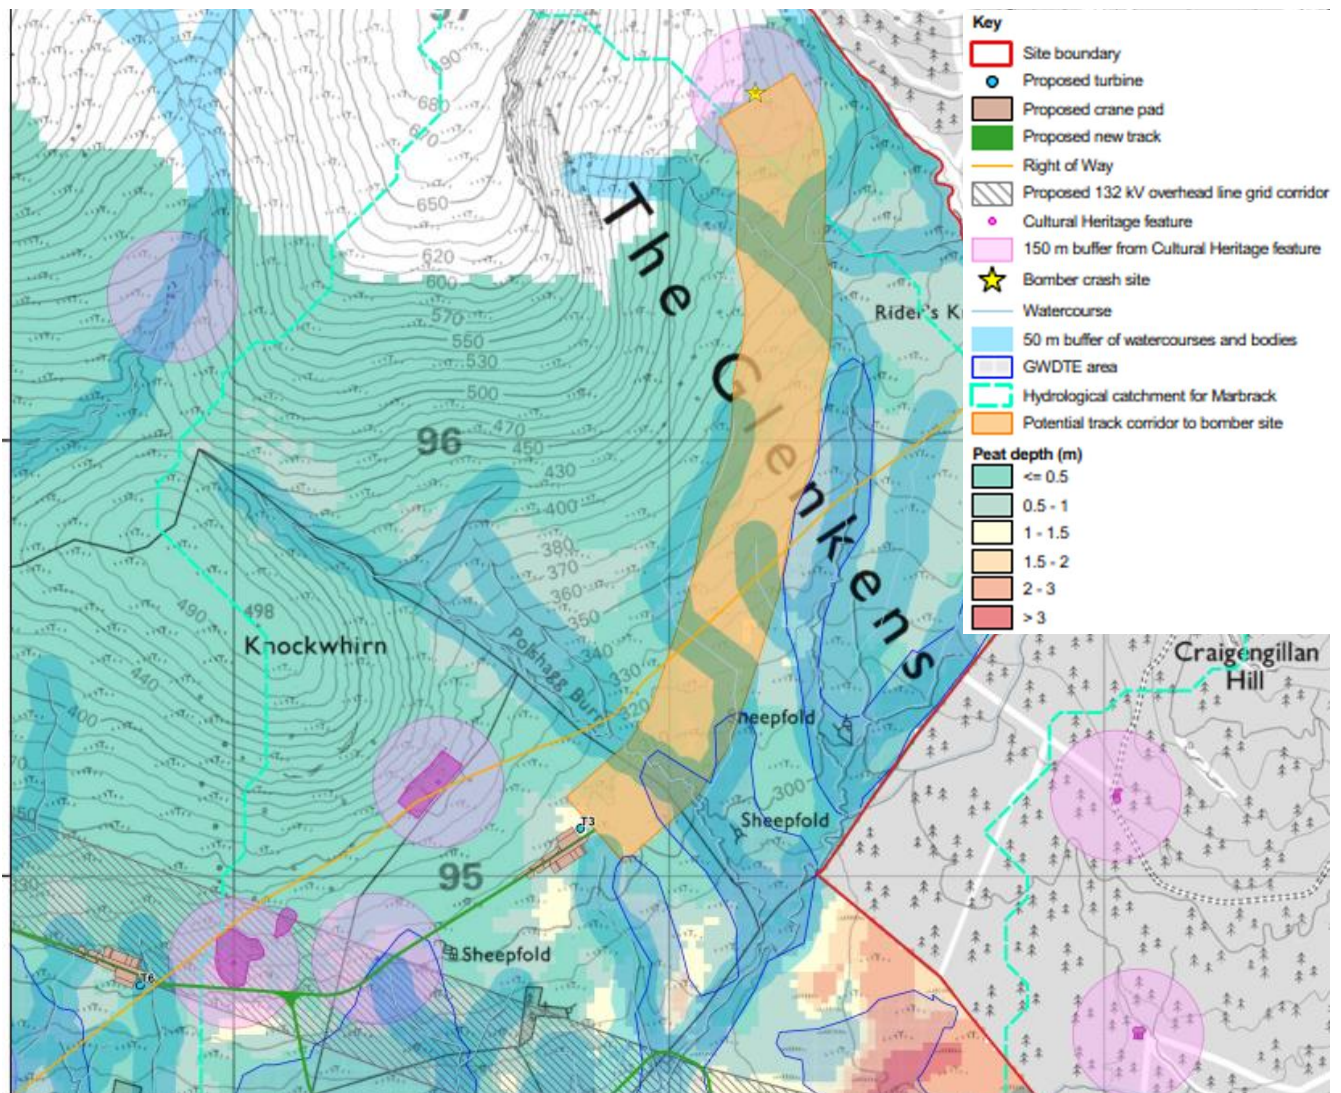 Key
Site boundary
Proposed turbine
Proposed crane pad
Proposed new track
Right of Way
Proposed 132 kV overhead line grid corridor
Cultural Heritage feature
150 m buffer from Cultural Heritage feature
Bomber crash site
Watercourse
50 m buffer of watercourses and bodies
GWDTE area
Hydrological catchment for Marbrack
Potential track corridor to bomber site
Peat depth (m)
<= 0.5
0.5 - 1
1 - 1.5
1.5 - 2
2 - 3
> 3
690
680
670
650
620
600
570
550
530
500
470
450
430
400
380
370
360
350
340
330
320
300
The Glenkens
Rider's K
96
490
498
Knockwhirn
440
400
Polshagg Burn
Sheepfold
Sheepfold
T3
95
Sheepfold
T6
Craigengillan
Hill